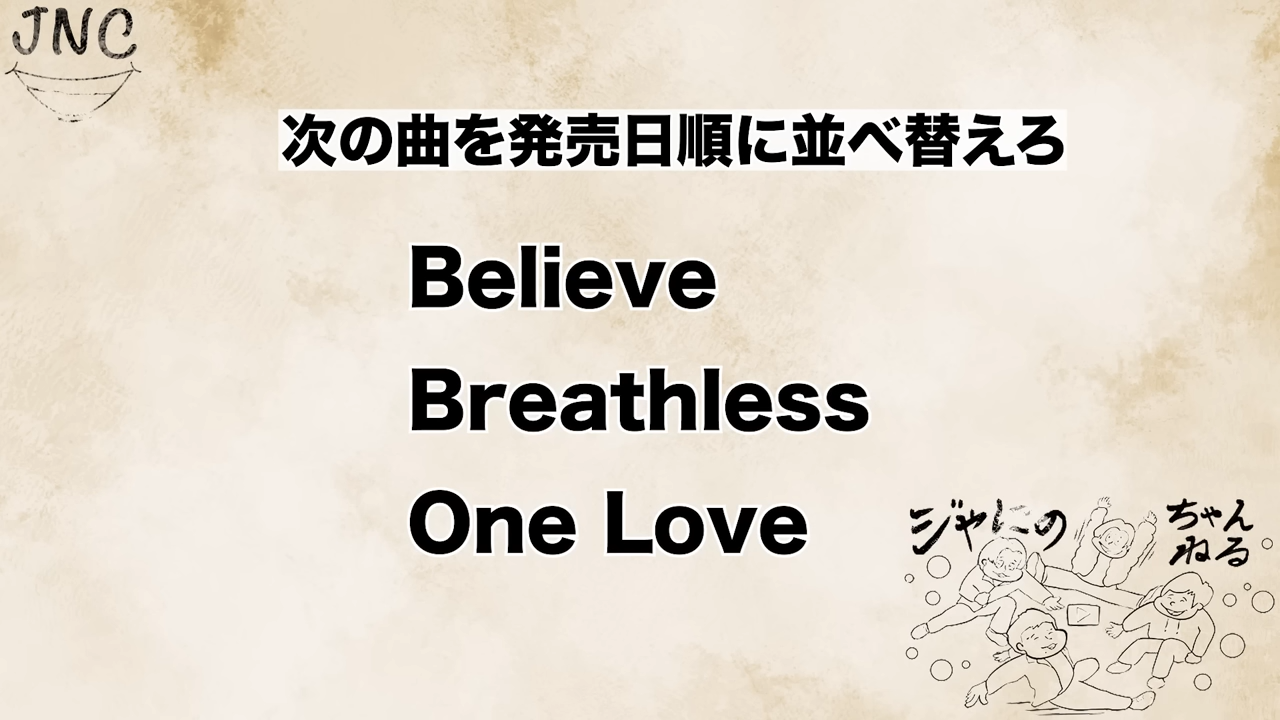 JNC
次の曲を発売日順に並べ替えろ
Believe
Breathless
One Love
ジャにの
ちゃん
ねる